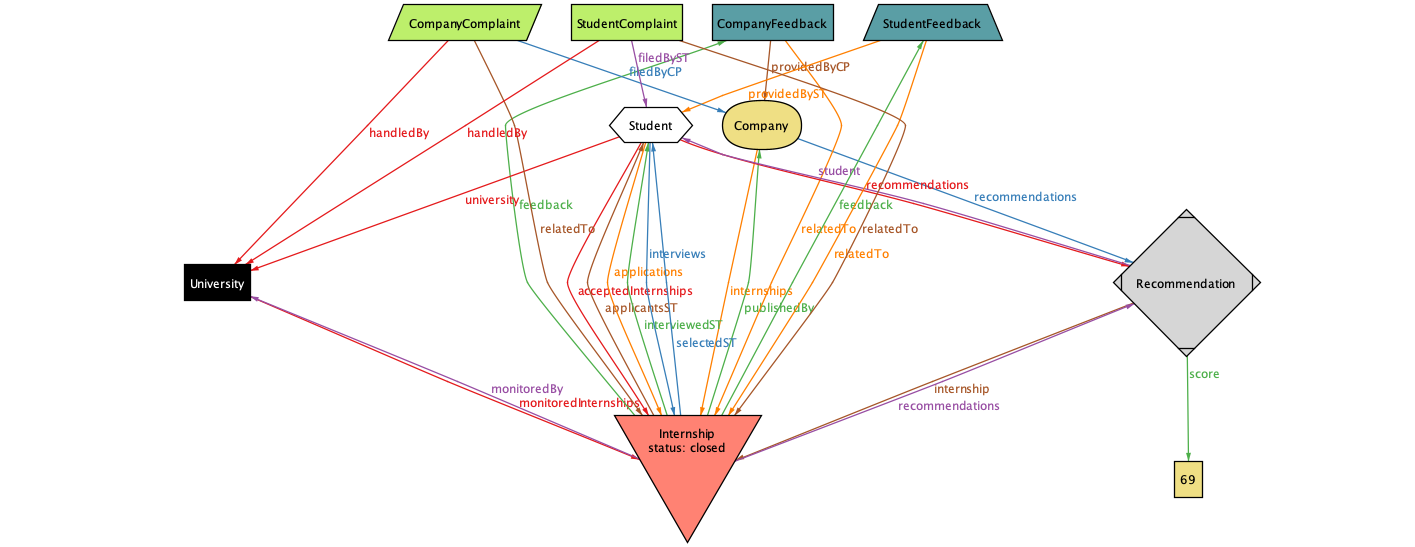 CompanyComplaint
StudentComplaint
CompanyFeedback
StudentFeedback
filedByST
providedByCP
filedByCP
providedByST
Student
Company
handledBy
handledBy
student
recommendations
recommendations
university
feedback
feedback
relatedTo
relatedTo
relatedTo
interviews
relatedTo
applications
University
Recommendation
acceptedInternships
internships
applicantsST
publishedBy
interviewedST
selectedST
score
monitoredBy
internship
monitoredInternships
recommendations
Internship
status: closed
69